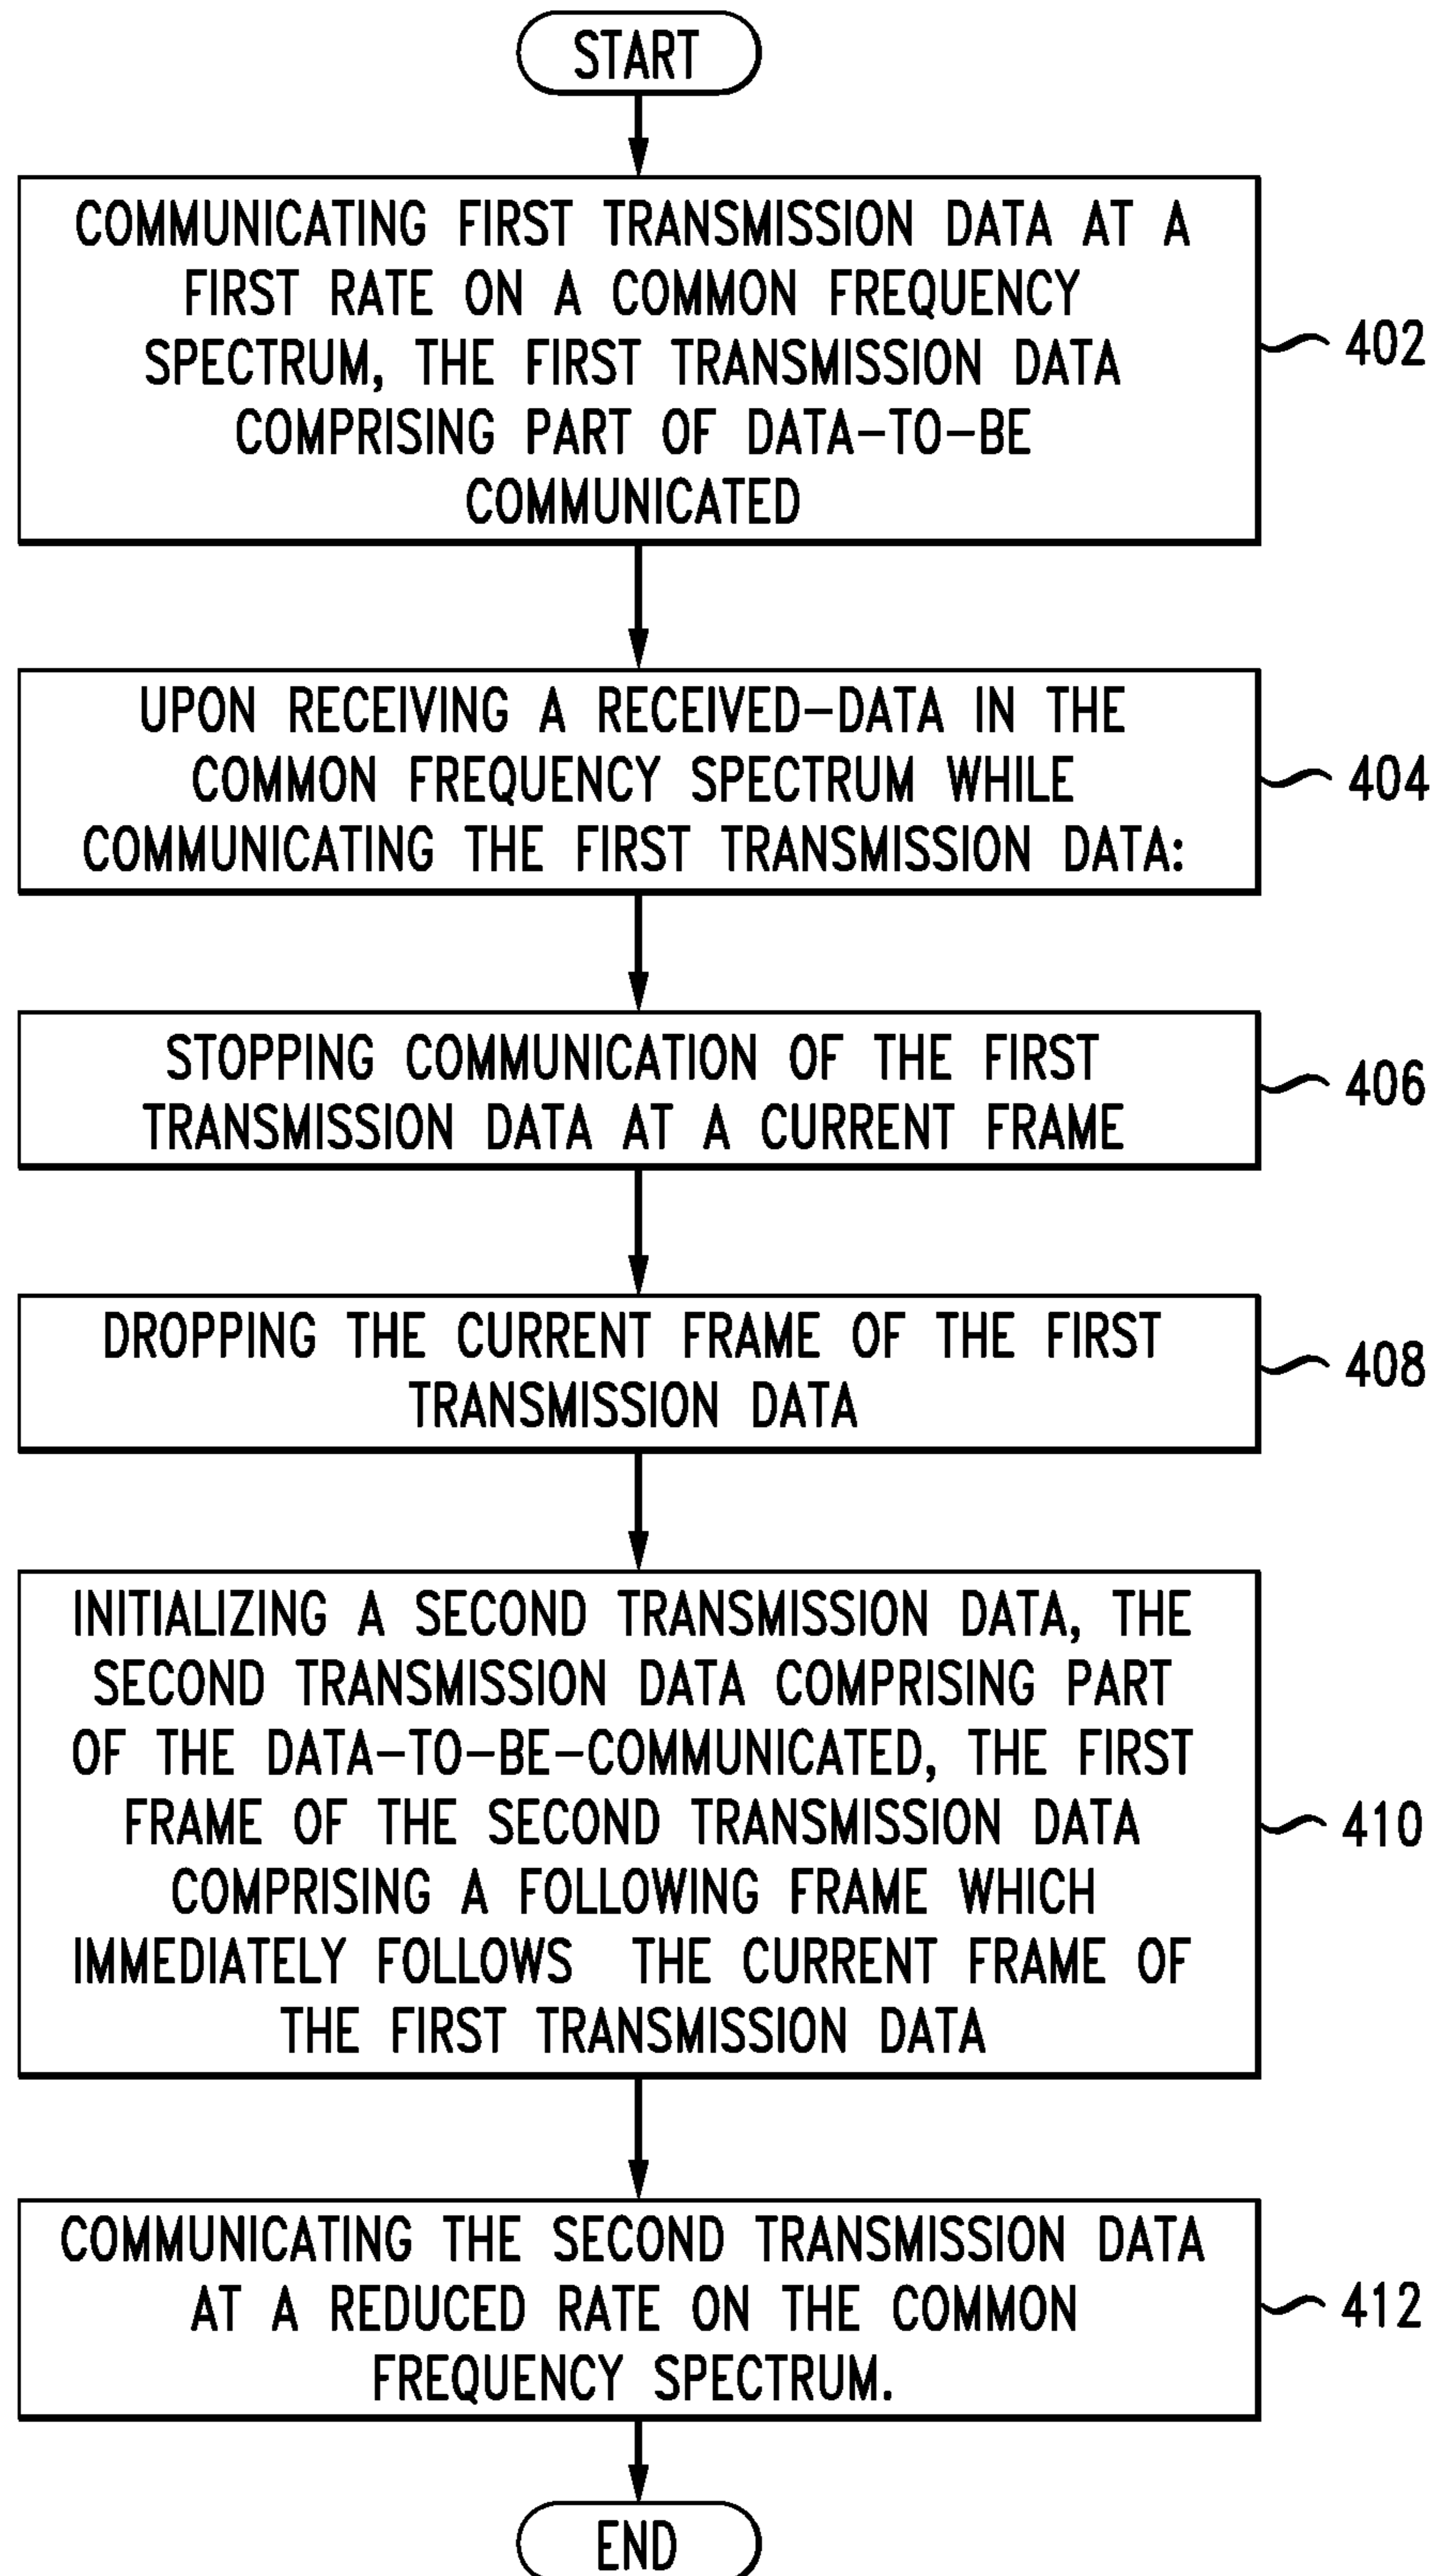 START
COMMUNICATING FIRST TRANSMISSION DATA AT A
FIRST RATE ON A COMMON FREQUENCY
SPECTRUM, THE FIRST TRANSMISSION DATA
COMPRISING PART OF DATA-TO-BE
COMMUNICATED
402
UPON RECEIVING A RECEIVED-DATA IN THE
COMMON FREQUENCY SPECTRUM WHILE
COMMUNICATING THE FIRST TRANSMISSION DATA:
404
STOPPING COMMUNICATION OF THE FIRST
TRANSMISSION DATA AT A CURRENT FRAME
406
DROPPING THE CURRENT FRAME OF THE FIRST
TRANSMISSION DATA
408
INITIALIZING A SECOND TRANSMISSION DATA, THE
SECOND TRANSMISSION DATA COMPRISING PART
OF THE DATA-TO-BE-COMMUNICATED, THE FIRST
FRAME OF THE SECOND TRANSMISSION DATA
COMPRISING A FOLLOWING FRAME WHICH
IMMEDIATELY FOLLOWS THE CURRENT FRAME OF
THE FIRST TRANSMISSION DATA
410
COMMUNICATING THE SECOND TRANSMISSION DATA
AT A REDUCED RATE ON THE COMMON
FREQUENCY SPECTRUM.
412
END